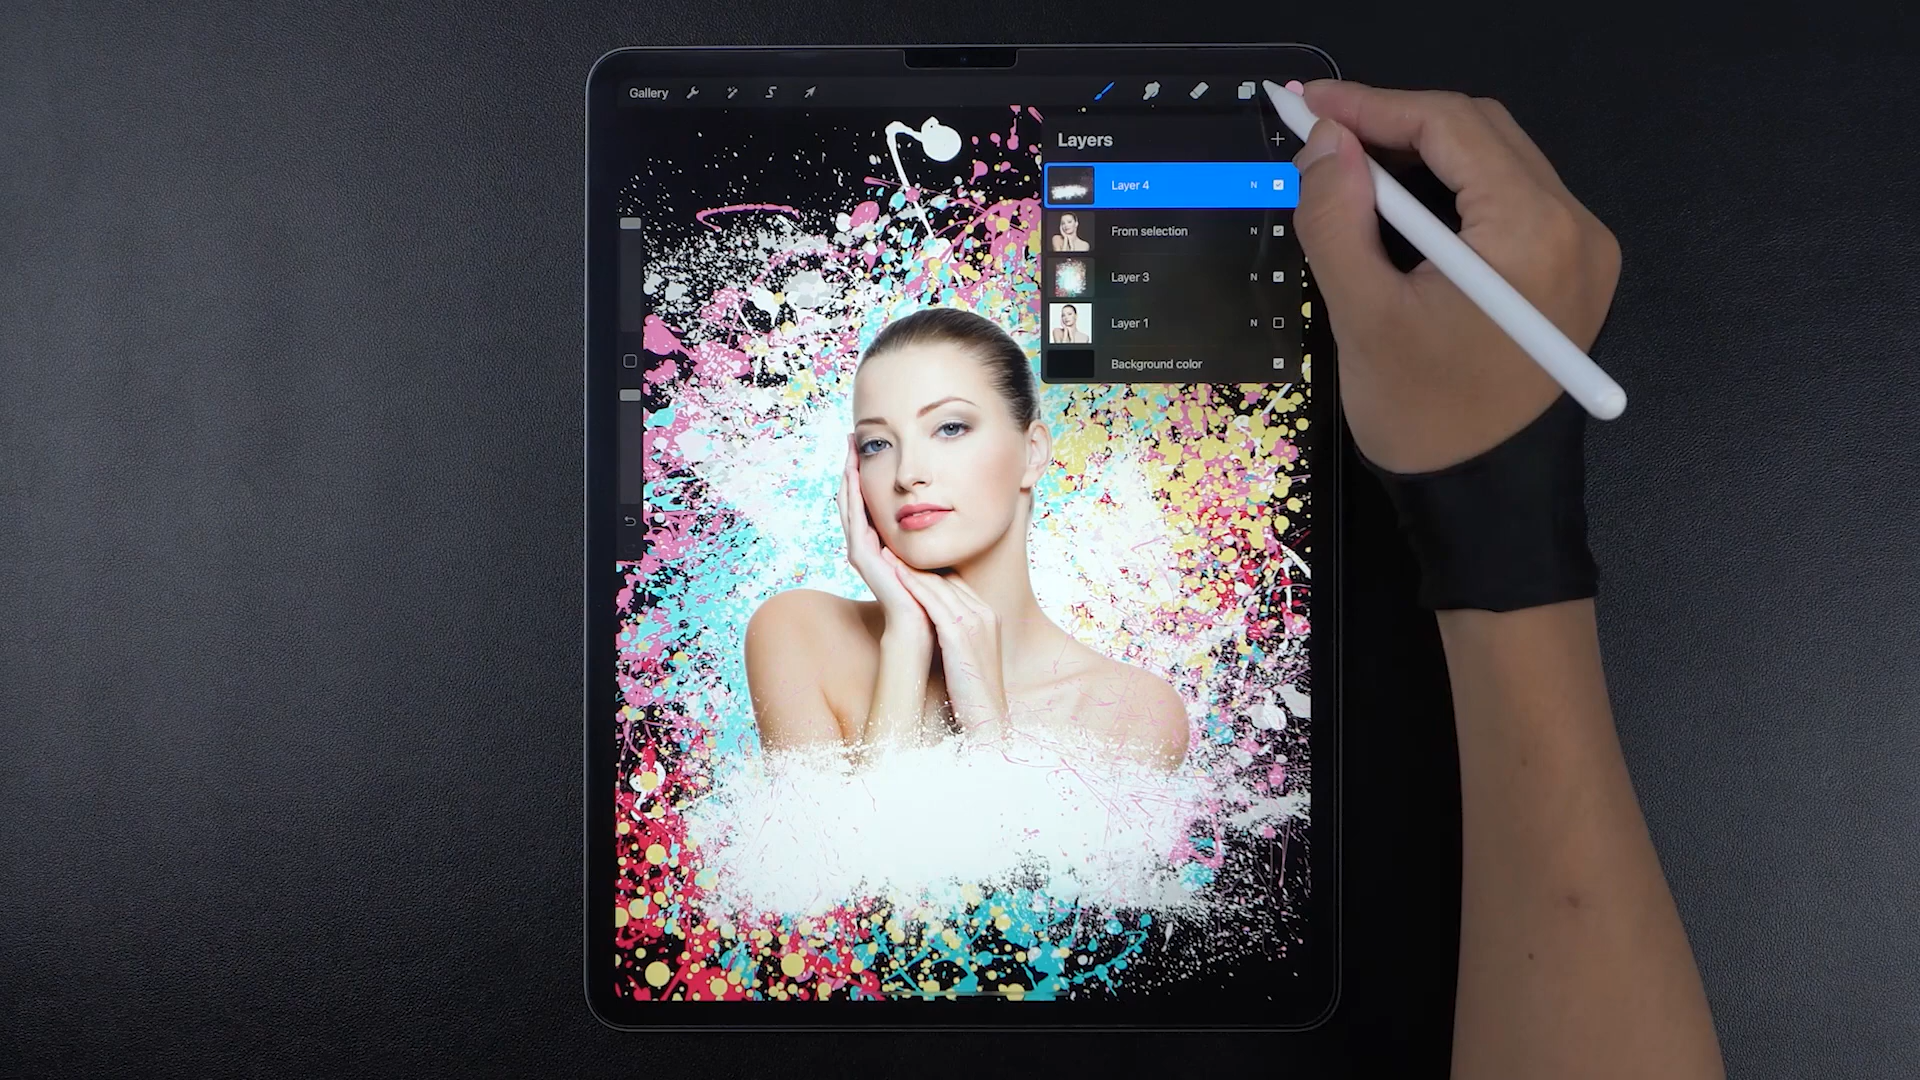 Gallery
Layers
Layer 4 N
From selection N
Layer 3 N
Layer 1 N
Background color